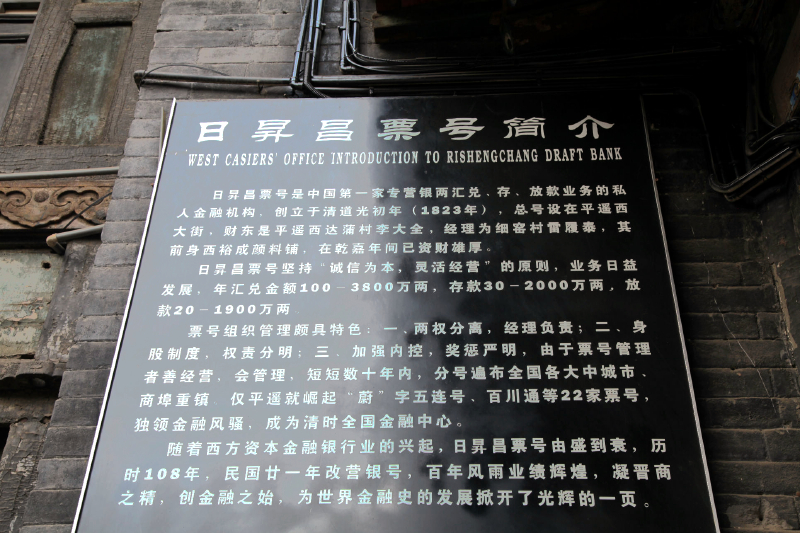 日昇昌票号简介
WEST CASIERS' OFFICE INTRODUCTION TO RISHENGCHANG DRAFT BANK
日昇昌票号是中国第一家专营银两汇兑、存、放款业务的私
人金融机构，创立于清道光初年（1823年），总号设在平遥西
大街，财东是平遥西达蒲村李大全，经理为细窑村雷履泰，其
前身西裕成颜料铺，在乾嘉年间已资财雄厚。
日昇昌票号坚持“诚信为本，灵活经营”的原则，业务日益
发展，年汇兑金额100－3800万两，存款30－2000万两，放
款20－1900万两。
票号组织管理颇具特色：一、两权分离，经理负责；二、身
股制度，权责分明；三、加强内控，奖惩严明，由于票号管理
者善经营，会管理，短短数十年内，分号遍布全国各大中城市、
商埠重镇。仅平遥就崛起“蔚”字五连号、百川通等22家票号，
独领金融风骚，成为清时全国金融中心。
随着西方资本金融银行业的兴起，日昇昌票号由盛到衰，历
时108年，民国廿一年改营银号，百年风雨业绩辉煌，凝晋商
之精，创金融之始，为世界金融史的发展掀开了光辉的一页。